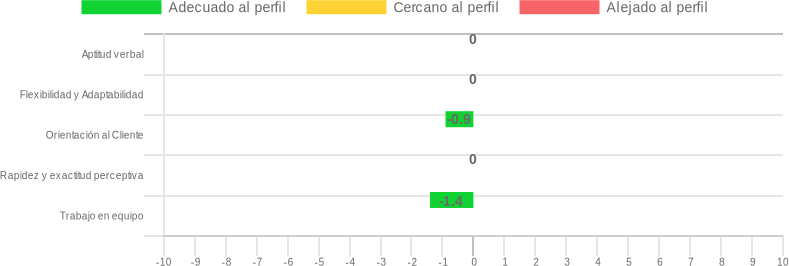 Adecuado al perfil Cercano al perfil Alejado al perfil
0
Aptitud verbal
0
Flexibilidad y Adaptabilidad
-0.9
Orientación al Cliente
0
Rapidez y exactitud perceptiva
-1.4
Trabajo en equipo
-10 -9 -8 -7 -6 -5 -4 -3 -2 -1 0 1 2 3 4 5 6 7 8 9 10